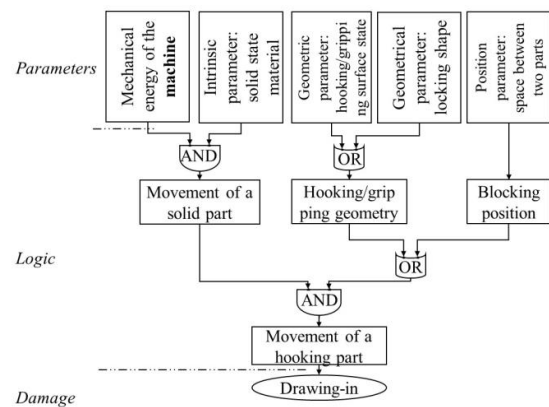 Parameters
Mechanical
energy of the
machine
Intrinsic
parameter:
solid state
material
Geometric
parameter:
hooking/grippi
ng surface state
Geometrical
parameter:
locking shape
Position
parameter:
space between
two parts
AND
OR
Movement of a
solid part
Hooking/grip
ping geometry
Blocking
position
Logic
OR
AND
Movement of a
hooking part
Damage
Drawing-in